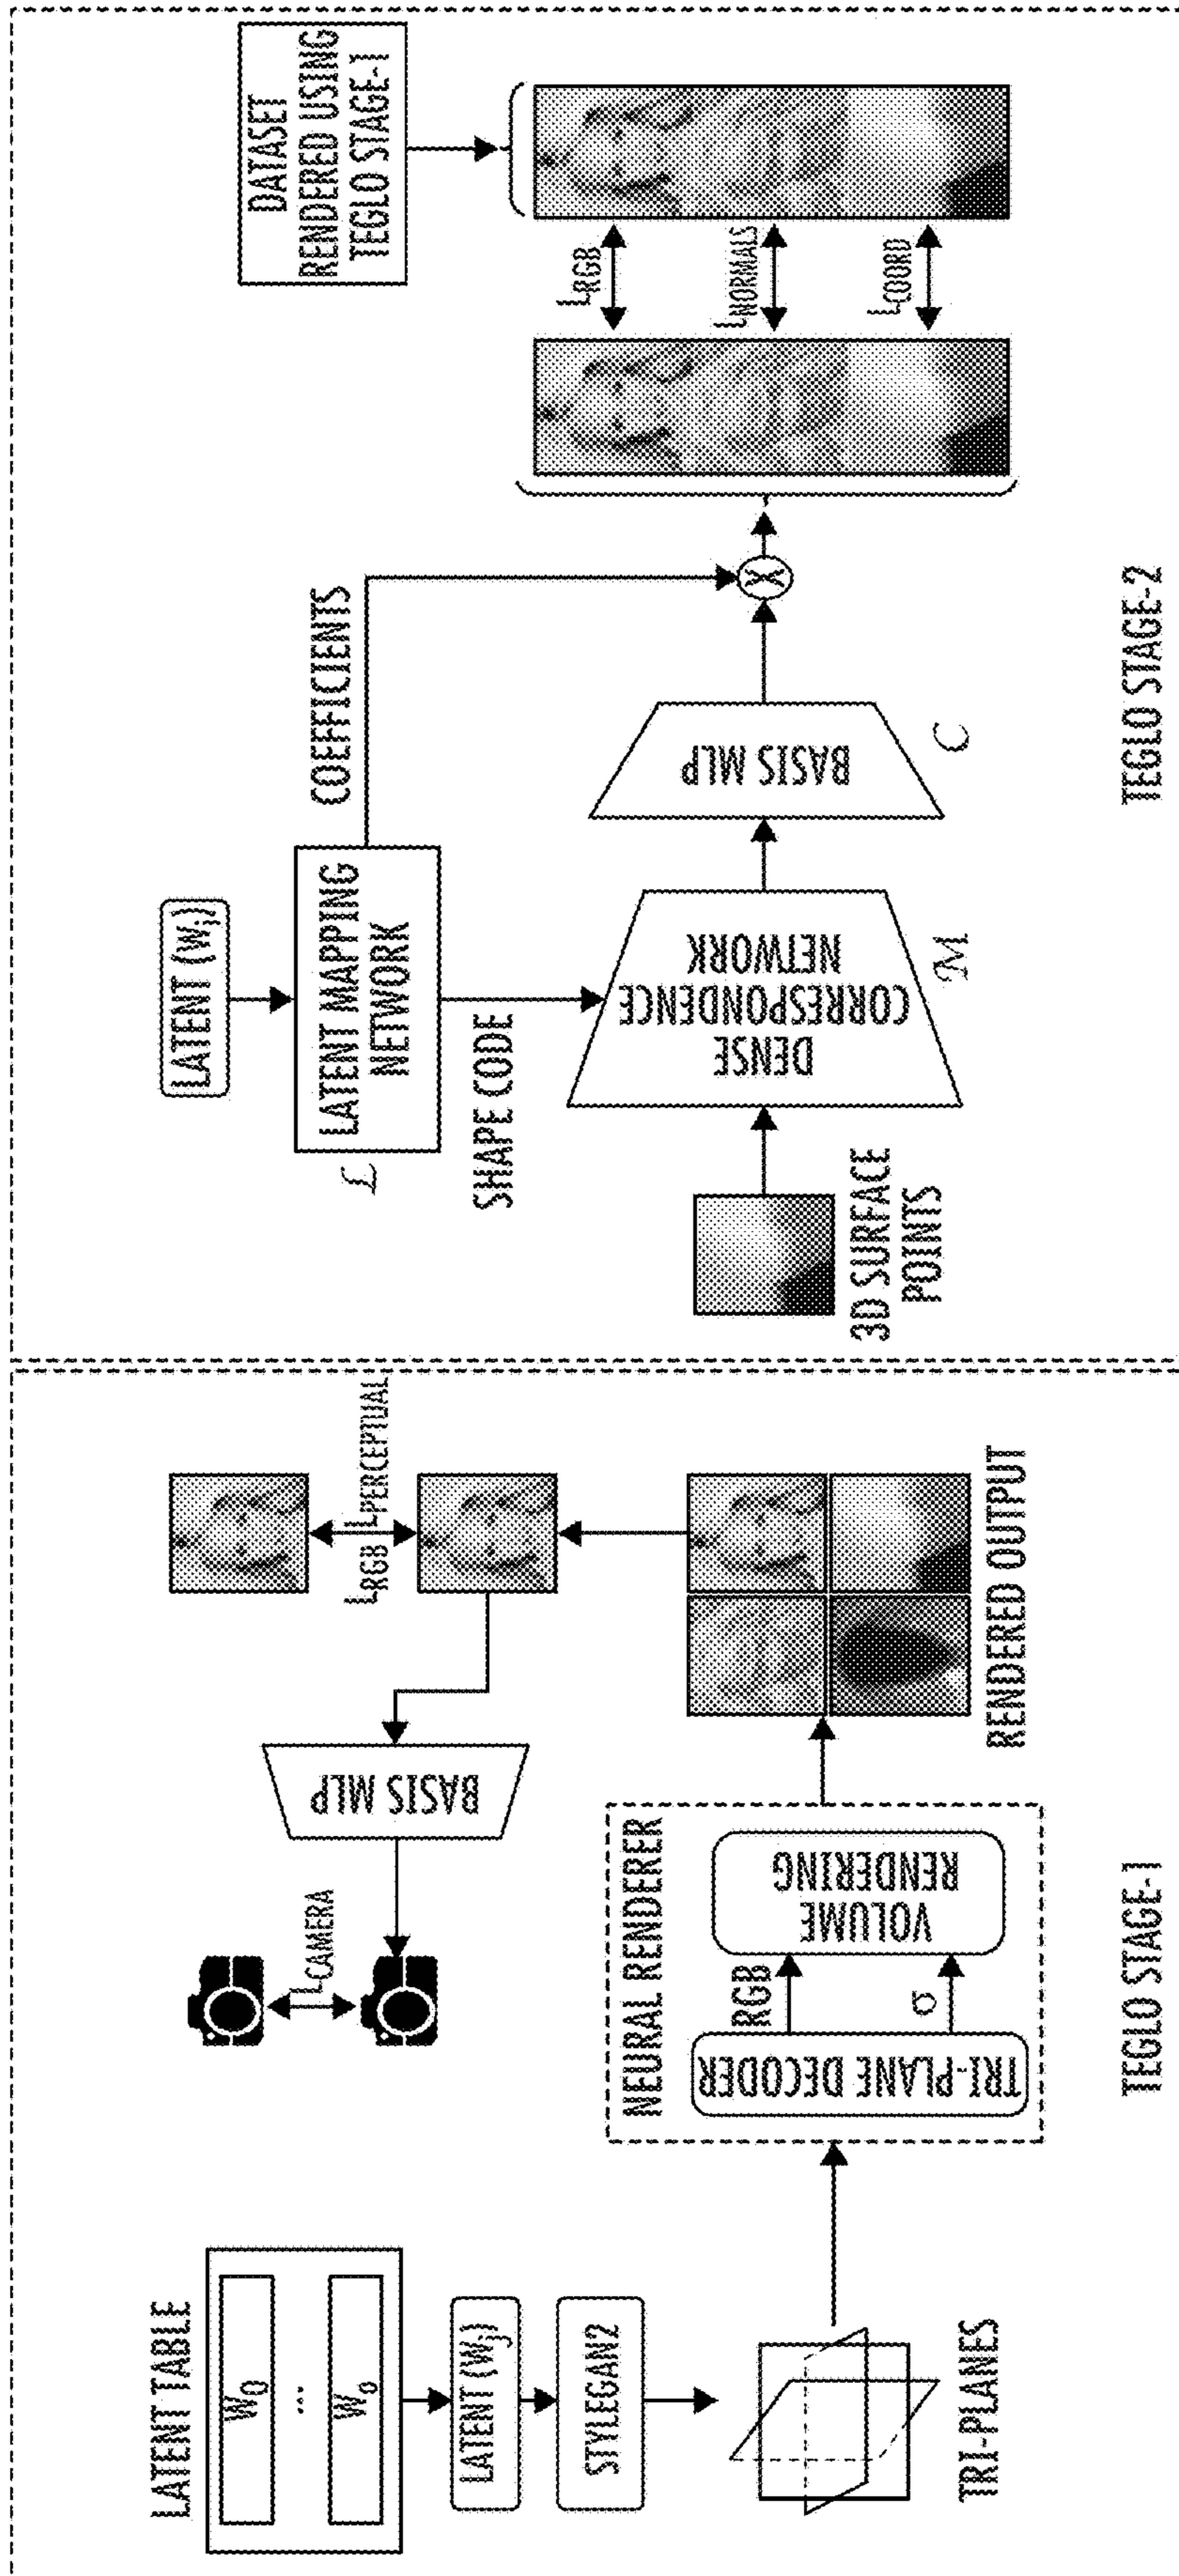 LATENT TABLE
W0
...
Wo
LATENT (Wj)
STYLEGAN2
TRI-PLANES
NEURAL RENDERER
TRI-PLANE DECODER
RGB
σ
VOLUME
RENDERING
LCAMERA
BASIS MLP
LRGB
LPERCEPTUAL
RENDERED OUTPUT
TEGLO STAGE-1
LATENT (Wj)
LATENT MAPPING
NETWORK
ℒ
COEFFICIENTS
SHAPE CODE
3D SURFACE
POINTS
DENSE
CORRESPONDENCE
NETWORK
ℳ
BASIS MLP
C
X
DATASET
RENDERED USING
TEGLO STAGE-1
LRGB
LNORMALS
LCOORD
TEGLO STAGE-2